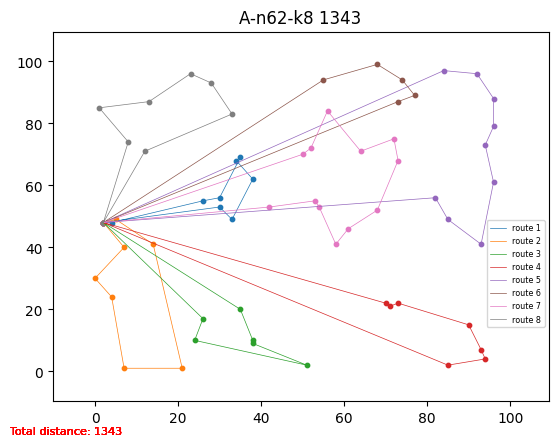 A-n62-k8 1343
100
80
60
40
20
0
0 20 40 60 80 100
route 1
route 2
route 3
route 4
route 5
route 6
route 7
route 8
Total distance: 1343